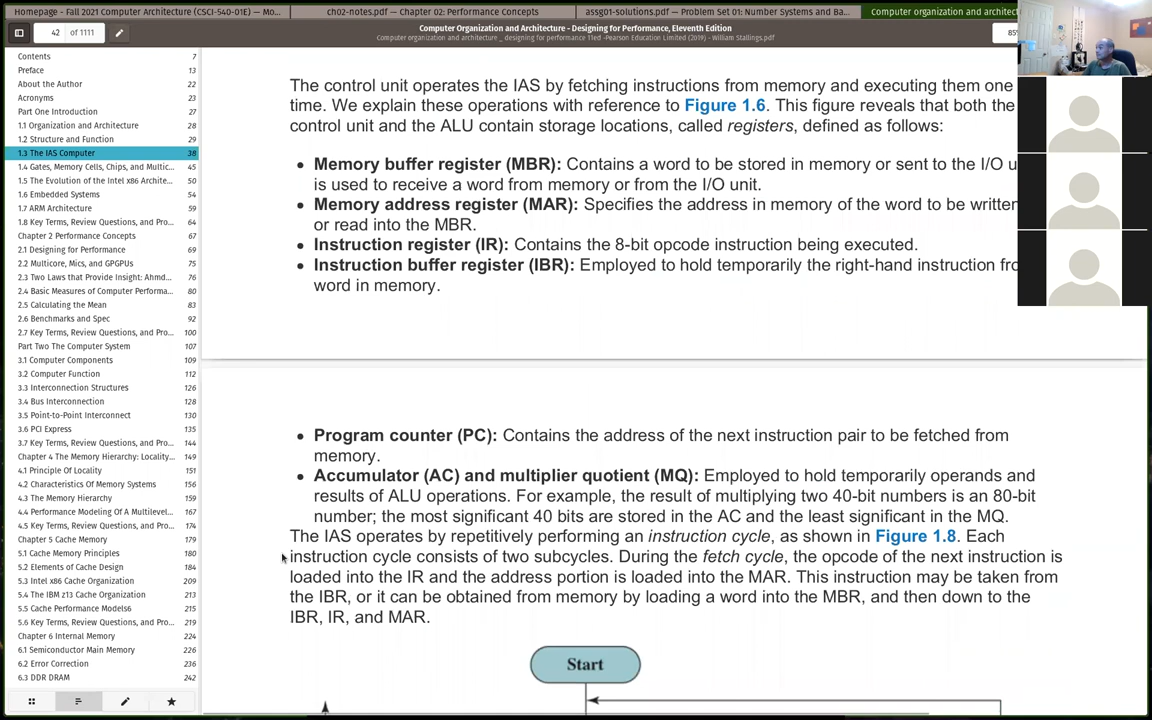 Homepage - Fall 2021 Computer Architecture (CSCI-540-01E) — Mo...
ch02-notes.pdf — Chapter 02: Performance Concepts
assg01-solutions.pdf — Problem Set 01: Number Systems and Ba...
computer organization and architect
42 of 1111
Computer Organization and Architecture - Designing for Performance, Eleventh Edition
Computer organization and architecture _ designing for performance 11ed -Pearson Education Limited (2019) - William Stallings.pdf
85
Contents 7
Preface 13
About the Author 22
Acronyms 23
Part One Introduction 27
1.1 Organization and Architecture 28
1.2 Structure and Function 29
1.3 The IAS Computer 38
1.4 Gates, Memory Cells, Chips, and Multic... 45
1.5 The Evolution of the Intel x86 Archite... 50
1.6 Embedded Systems 54
1.7 ARM Architecture 59
1.8 Key Terms, Review Questions, and Pro... 64
Chapter 2 Performance Concepts 67
2.1 Designing for Performance 69
2.2 Multicore, Mics, and GPGPUs 75
2.3 Two Laws that Provide Insight: Ahmd... 76
2.4 Basic Measures of Computer Performa... 80
2.5 Calculating the Mean 83
2.6 Benchmarks and Spec 92
2.7 Key Terms, Review Questions, and Pro... 100
Part Two The Computer System 107
3.1 Computer Components 109
3.2 Computer Function 112
3.3 Interconnection Structures 126
3.4 Bus Interconnection 128
3.5 Point-to-Point Interconnect 130
3.6 PCI Express 135
3.7 Key Terms, Review Questions, and Pro... 144
Chapter 4 The Memory Hierarchy: Locality... 149
4.1 Principle Of Locality 151
4.2 Characteristics Of Memory Systems 156
4.3 The Memory Hierarchy 159
4.4 Performance Modeling Of A Multilevel... 167
4.5 Key Terms, Review Questions, and Pro... 174
Chapter 5 Cache Memory 179
5.1 Cache Memory Principles 180
5.2 Elements of Cache Design 184
5.3 Intel x86 Cache Organization 209
5.4 The IBM z13 Cache Organization 213
5.5 Cache Performance Models6 215
5.6 Key Terms, Review Questions, and Pro... 219
Chapter 6 Internal Memory 224
6.1 Semiconductor Main Memory 226
6.2 Error Correction 236
6.3 DDR DRAM 242
The control unit operates the IAS by fetching instructions from memory and executing them one
time. We explain these operations with reference to Figure 1.6. This figure reveals that both the
control unit and the ALU contain storage locations, called registers, defined as follows:
• Memory buffer register (MBR): Contains a word to be stored in memory or sent to the I/O u
is used to receive a word from memory or from the I/O unit.
• Memory address register (MAR): Specifies the address in memory of the word to be written
or read into the MBR.
• Instruction register (IR): Contains the 8-bit opcode instruction being executed.
• Instruction buffer register (IBR): Employed to hold temporarily the right-hand instruction fro
word in memory.
• Program counter (PC): Contains the address of the next instruction pair to be fetched from
memory.
• Accumulator (AC) and multiplier quotient (MQ): Employed to hold temporarily operands and
results of ALU operations. For example, the result of multiplying two 40-bit numbers is an 80-bit
number; the most significant 40 bits are stored in the AC and the least significant in the MQ.
The IAS operates by repetitively performing an instruction cycle, as shown in Figure 1.8. Each
instruction cycle consists of two subcycles. During the fetch cycle, the opcode of the next instruction is
loaded into the IR and the address portion is loaded into the MAR. This instruction may be taken from
the IBR, or it can be obtained from memory by loading a word into the MBR, and then down to the
IBR, IR, and MAR.
Start